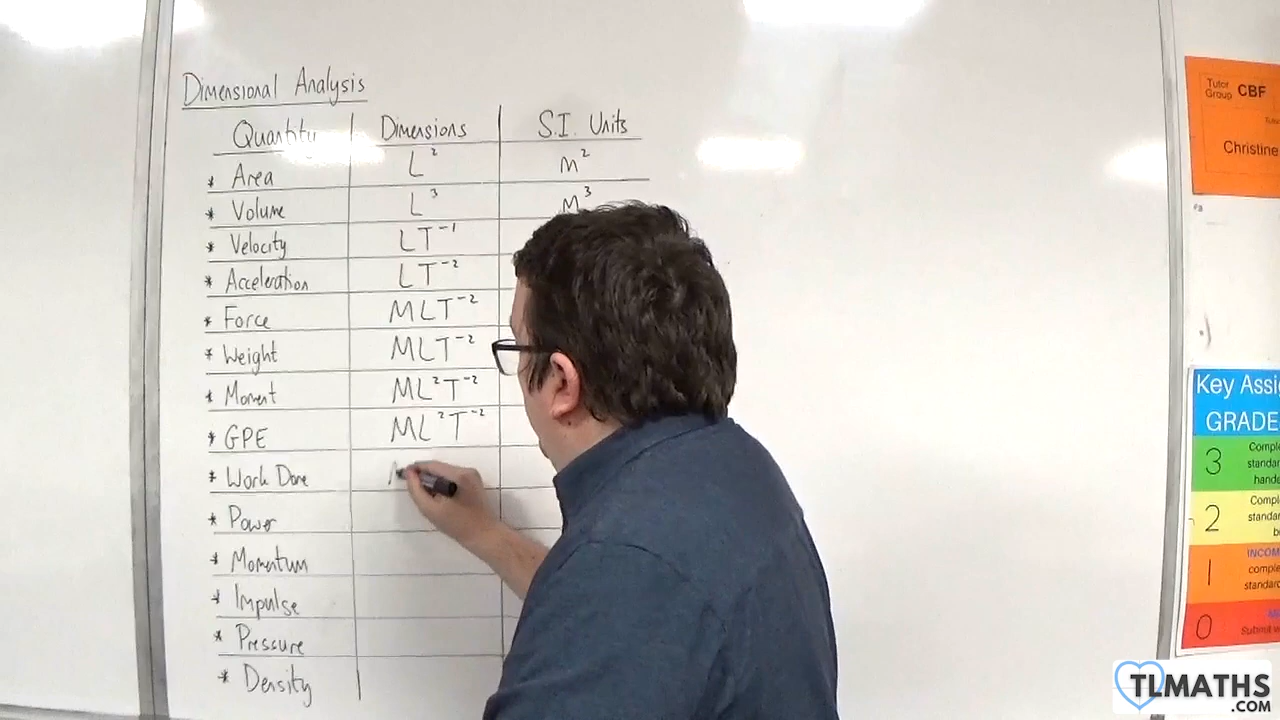 Dimensional Analysis
Quantity Dimensions S.I. Units
* Area L² m²
* Volume L³ m³
* Velocity LT⁻¹
* Acceleration LT⁻²
* Force MLT⁻²
* Weight MLT⁻²
* Moment ML²T⁻²
* GPE ML²T⁻²
* Work Done
* Power
* Momentum
* Impulse
* Pressure
* Density
Tutor Group CBF
Christine
Key Assi
GRADE
3
2
1 INCOM
0
TLMATHS
.COM